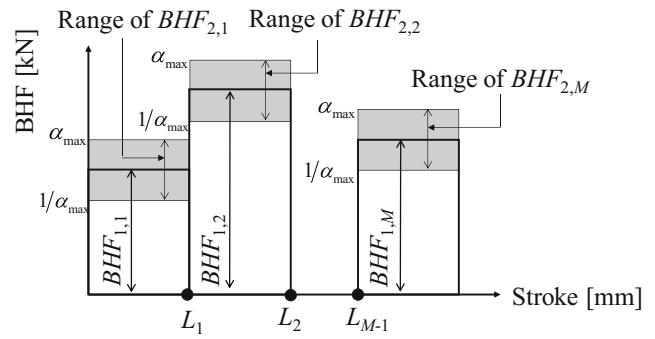 Range of BHF2,1
Range of BHF2,2
BHF [kN]
αmax
Range of BHF2,M
αmax
1/αmax
αmax
1/αmax
1/αmax
BHF1,1
BHF1,2
BHF1,M
Stroke [mm]
L1
L2
LM-1